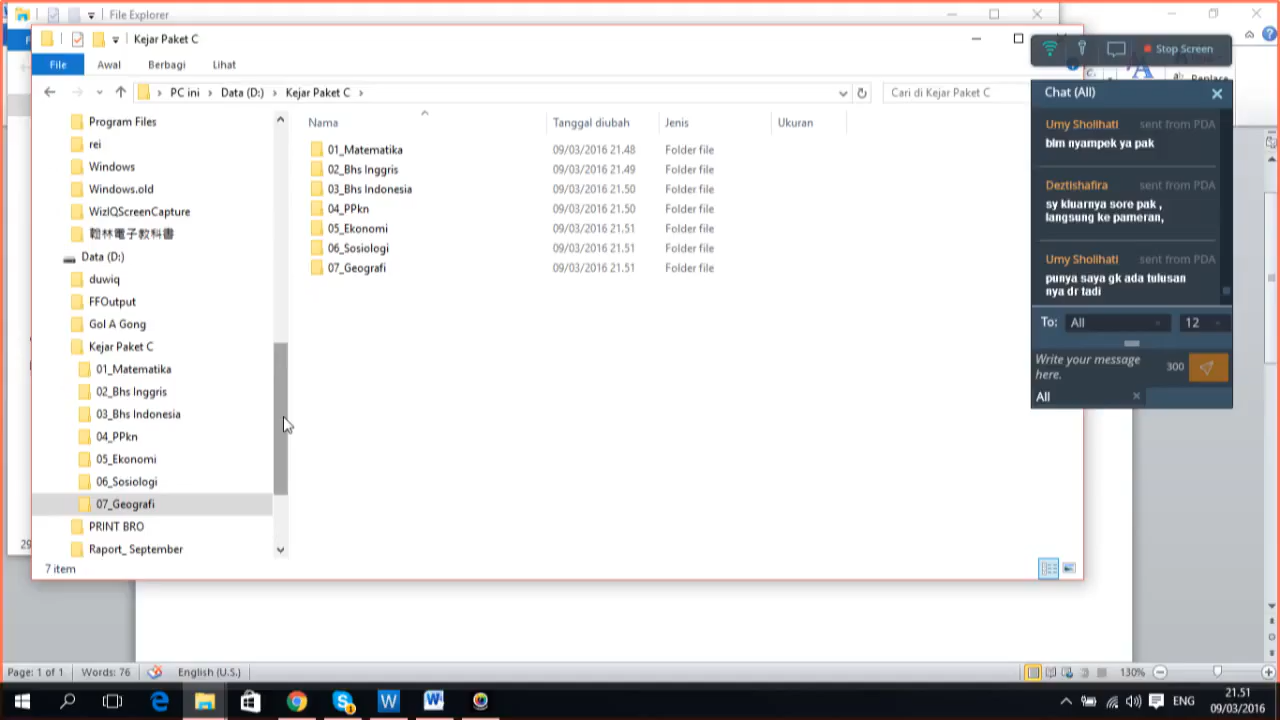 File Explorer
Kejar Paket C
File Awal Berbagi Lihat
PC ini Data (D:) Kejar Paket C
Cari di Kejar Paket C
Program Files
rei
Windows
Windows.old
WizIQScreenCapture
翰林電子教科書
Data (D:)
duwiq
FFOutput
Gol A Gong
Kejar Paket C
01_Matematika
02_Bhs Inggris
03_Bhs Indonesia
04_PPkn
05_Ekonomi
06_Sosiologi
07_Geografi
PRINT BRO
Raport_ September
7 item
Nama Tanggal diubah Jenis Ukuran
01_Matematika 09/03/2016 21.48 Folder file
02_Bhs Inggris 09/03/2016 21.49 Folder file
03_Bhs Indonesia 09/03/2016 21.50 Folder file
04_PPkn 09/03/2016 21.50 Folder file
05_Ekonomi 09/03/2016 21.51 Folder file
06_Sosiologi 09/03/2016 21.51 Folder file
07_Geografi 09/03/2016 21.51 Folder file
Stop Screen
Replace
Chat (All)
Umy Sholihati sent from PDA
blm nyampek ya pak
Deztishafira sent from PDA
sy kluarnya sore pak ,
langsung ke pameran,
Umy Sholihati sent from PDA
punya saya gk ada tulusan
nya dr tadi
To: All 12
Write your message
here.
300
All
29
Page: 1 of 1 Words: 76 English (U.S.) 130%
ENG
21.51
09/03/2016